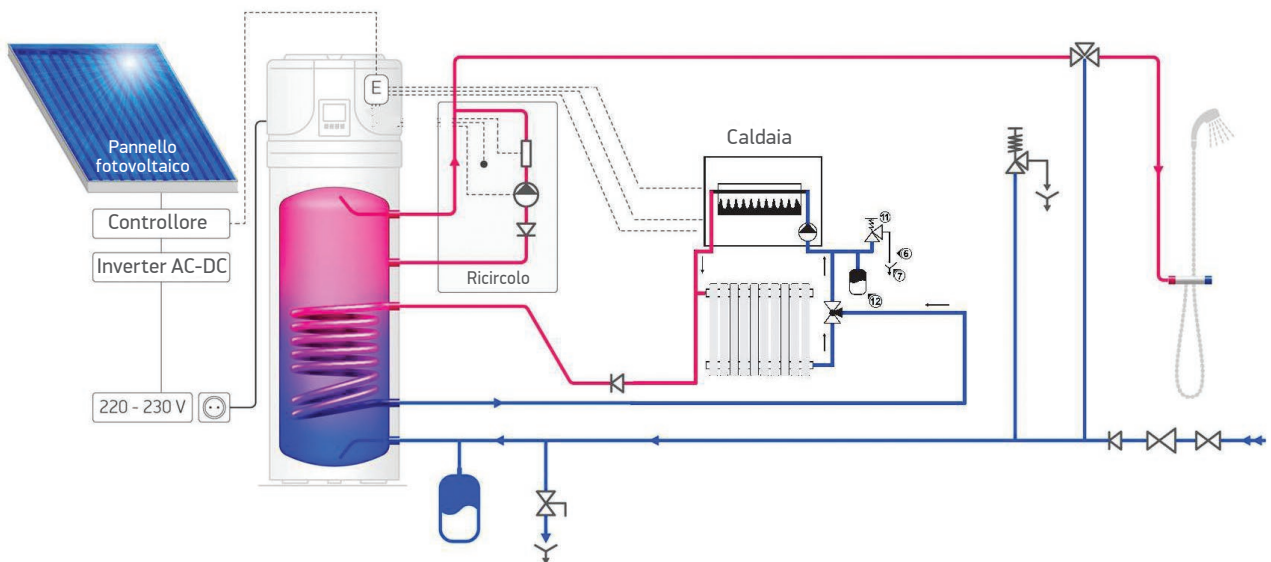 Pannello
fotovoltaico
Controllore
Inverter AC-DC
220 - 230 V
E
Ricircolo
Caldaia
11
6
7
12